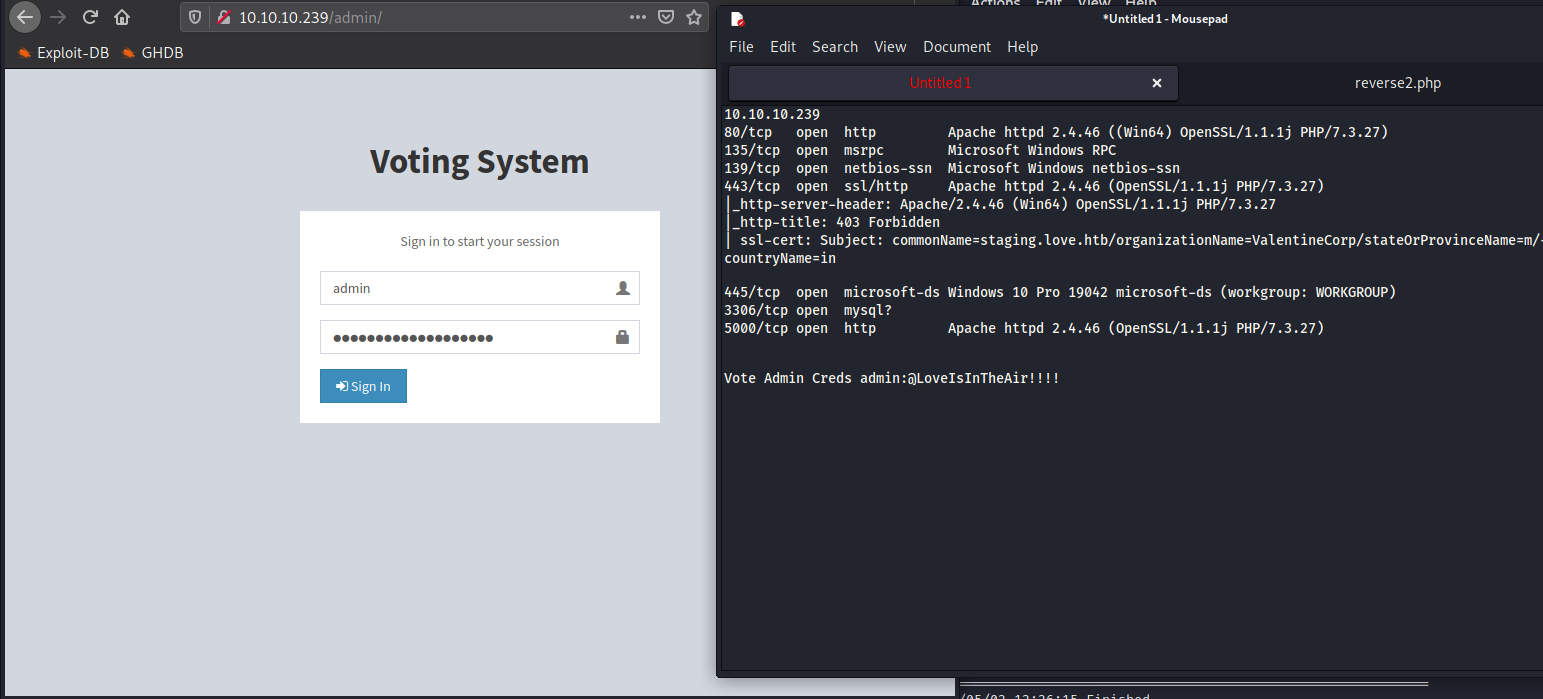 10.10.10.239/admin/
Exploit-DB GHDB
Voting System
Sign in to start your session
admin
●●●●●●●●●●●●●●●●●●●
Sign In
Actions Edit View Help
*Untitled 1 - Mousepad
File Edit Search View Document Help
Untitled 1 reverse2.php
10.10.10.239
80/tcp open http Apache httpd 2.4.46 ((Win64) OpenSSL/1.1.1j PHP/7.3.27)
135/tcp open msrpc Microsoft Windows RPC
139/tcp open netbios-ssn Microsoft Windows netbios-ssn
443/tcp open ssl/http Apache httpd 2.4.46 (OpenSSL/1.1.1j PHP/7.3.27)
|_http-server-header: Apache/2.4.46 (Win64) OpenSSL/1.1.1j PHP/7.3.27
|_http-title: 403 Forbidden
| ssl-cert: Subject: commonName=staging.love.htb/organizationName=ValentineCorp/stateOrProvinceName=m/
countryName=in
445/tcp open microsoft-ds Windows 10 Pro 19042 microsoft-ds (workgroup: WORKGROUP)
3306/tcp open mysql?
5000/tcp open http Apache httpd 2.4.46 (OpenSSL/1.1.1j PHP/7.3.27)
Vote Admin Creds admin:@LoveIsInTheAir!!!!